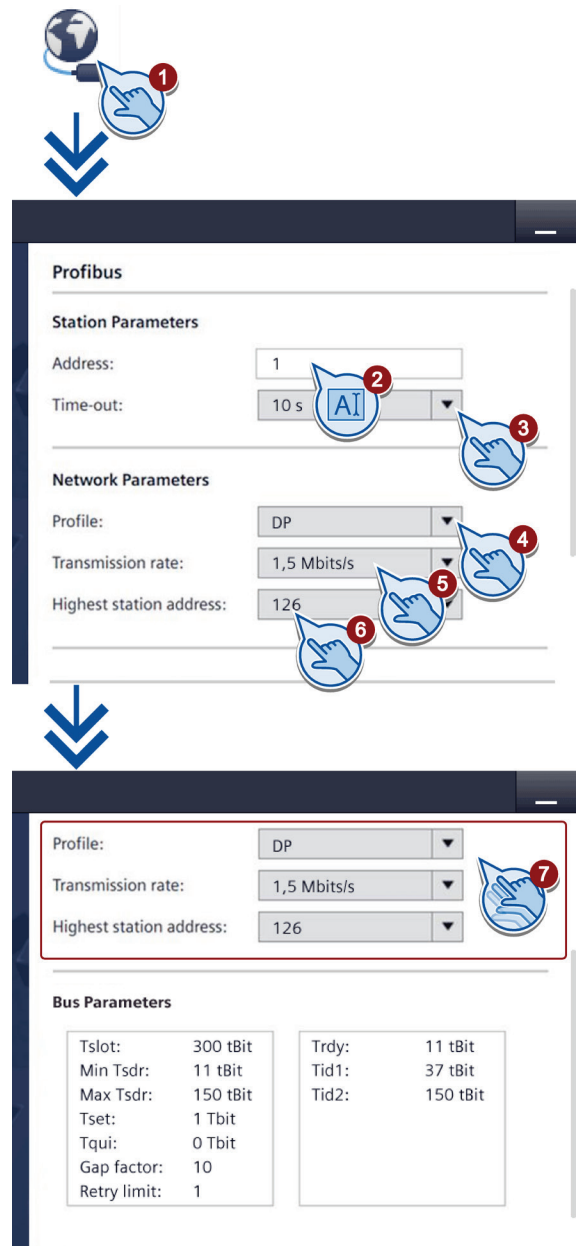 1
Profibus
Station Parameters
Address: 1
2
Time-out: 10 s AI
3
Network Parameters
Profile: DP
4
Transmission rate: 1,5 Mbits/s
5
Highest station address: 126
6
Profile: DP
7
Transmission rate: 1,5 Mbits/s
Highest station address: 126
Bus Parameters
Tslot: 300 tBit
Min Tsdr: 11 tBit
Max Tsdr: 150 tBit
Tset: 1 Tbit
Tqui: 0 Tbit
Gap factor: 10
Retry limit: 1
Trdy: 11 tBit
Tid1: 37 tBit
Tid2: 150 tBit